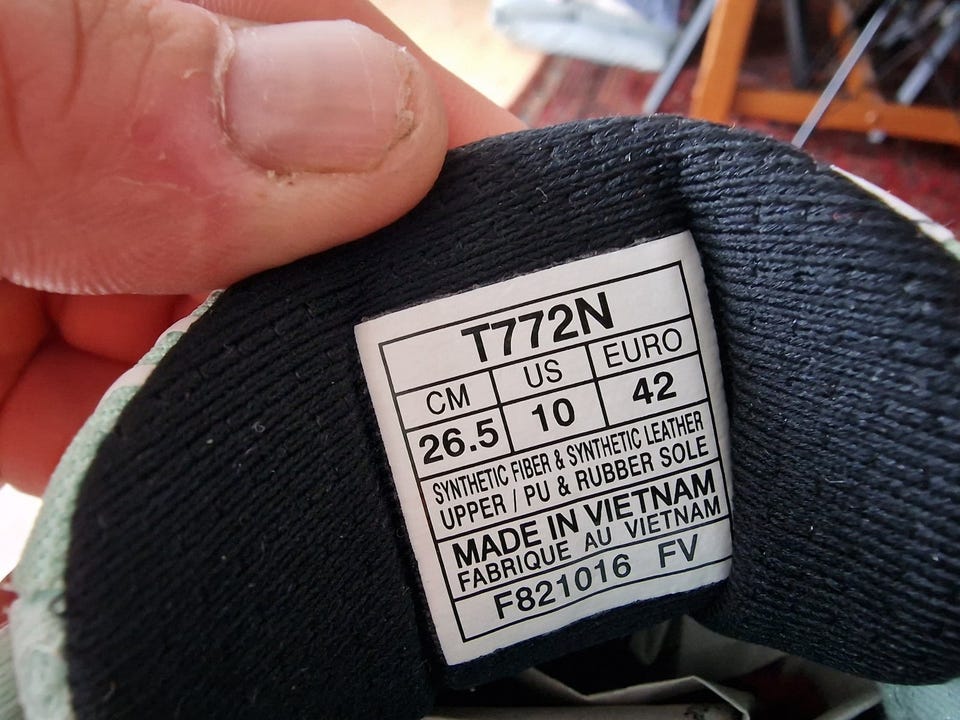 T772N
CM US EURO
26.5 10 42
SYNTHETIC FIBER & SYNTHETIC LEATHER
UPPER / PU & RUBBER SOLE
MADE IN VIETNAM
FABRIQUE AU VIETNAM
F821016 FV